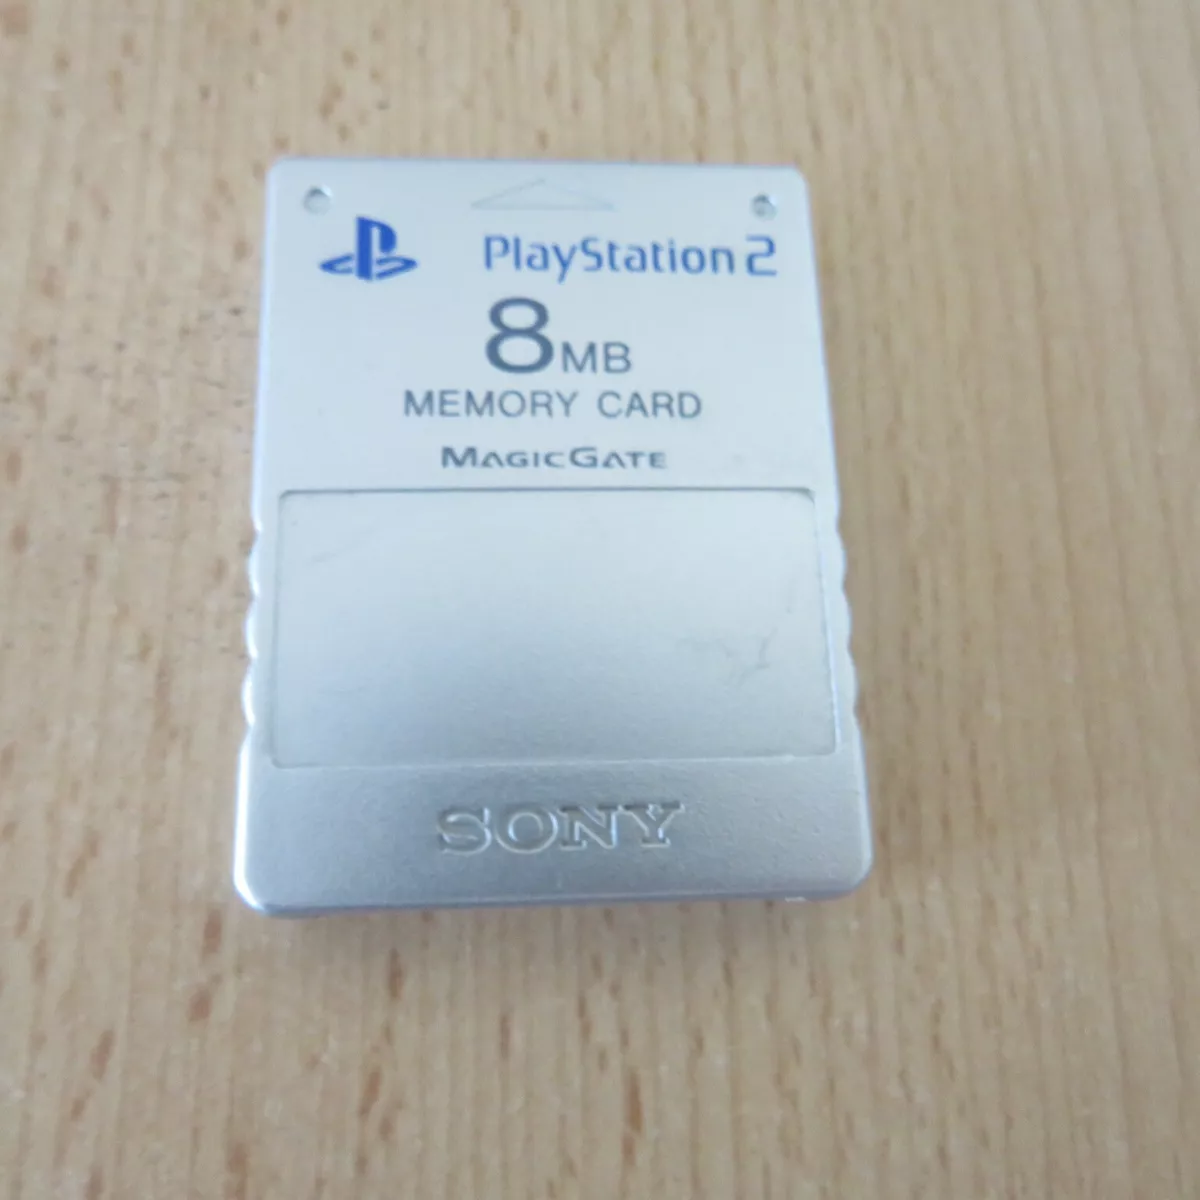 PlayStation 2
8MB
MEMORY CARD
MAGICGATE
SONY